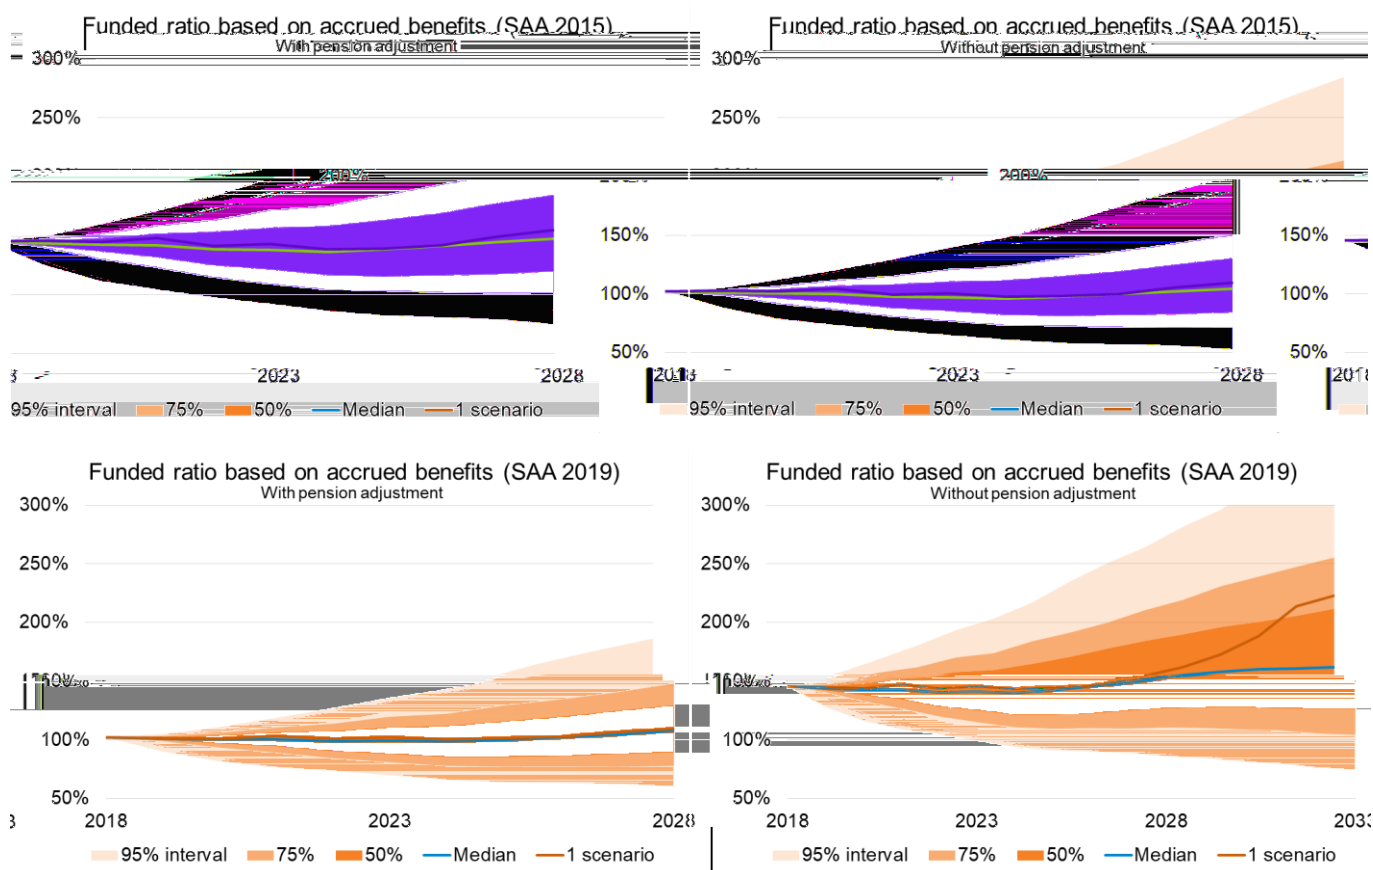 Funded ratio based on accrued benefits (SAA 2015)
With pension adjustment
300%
250%
200%
150%
100%
50%
2023
2028
95% interval
75%
50%
Median
1 scenario
Funded ratio based on accrued benefits (SAA 2015)
Without pension adjustment
300%
250%
200%
150%
100%
50%
2018
2023
2028
95% interval
75%
50%
Median
1 scenario
Funded ratio based on accrued benefits (SAA 2019)
With pension adjustment
300%
250%
200%
150%
100%
50%
2018
2023
2028
95% interval
75%
50%
Median
1 scenario
Funded ratio based on accrued benefits (SAA 2019)
Without pension adjustment
300%
250%
200%
150%
100%
50%
2018
2023
2028
2033
95% interval
75%
50%
Median
1 scenario